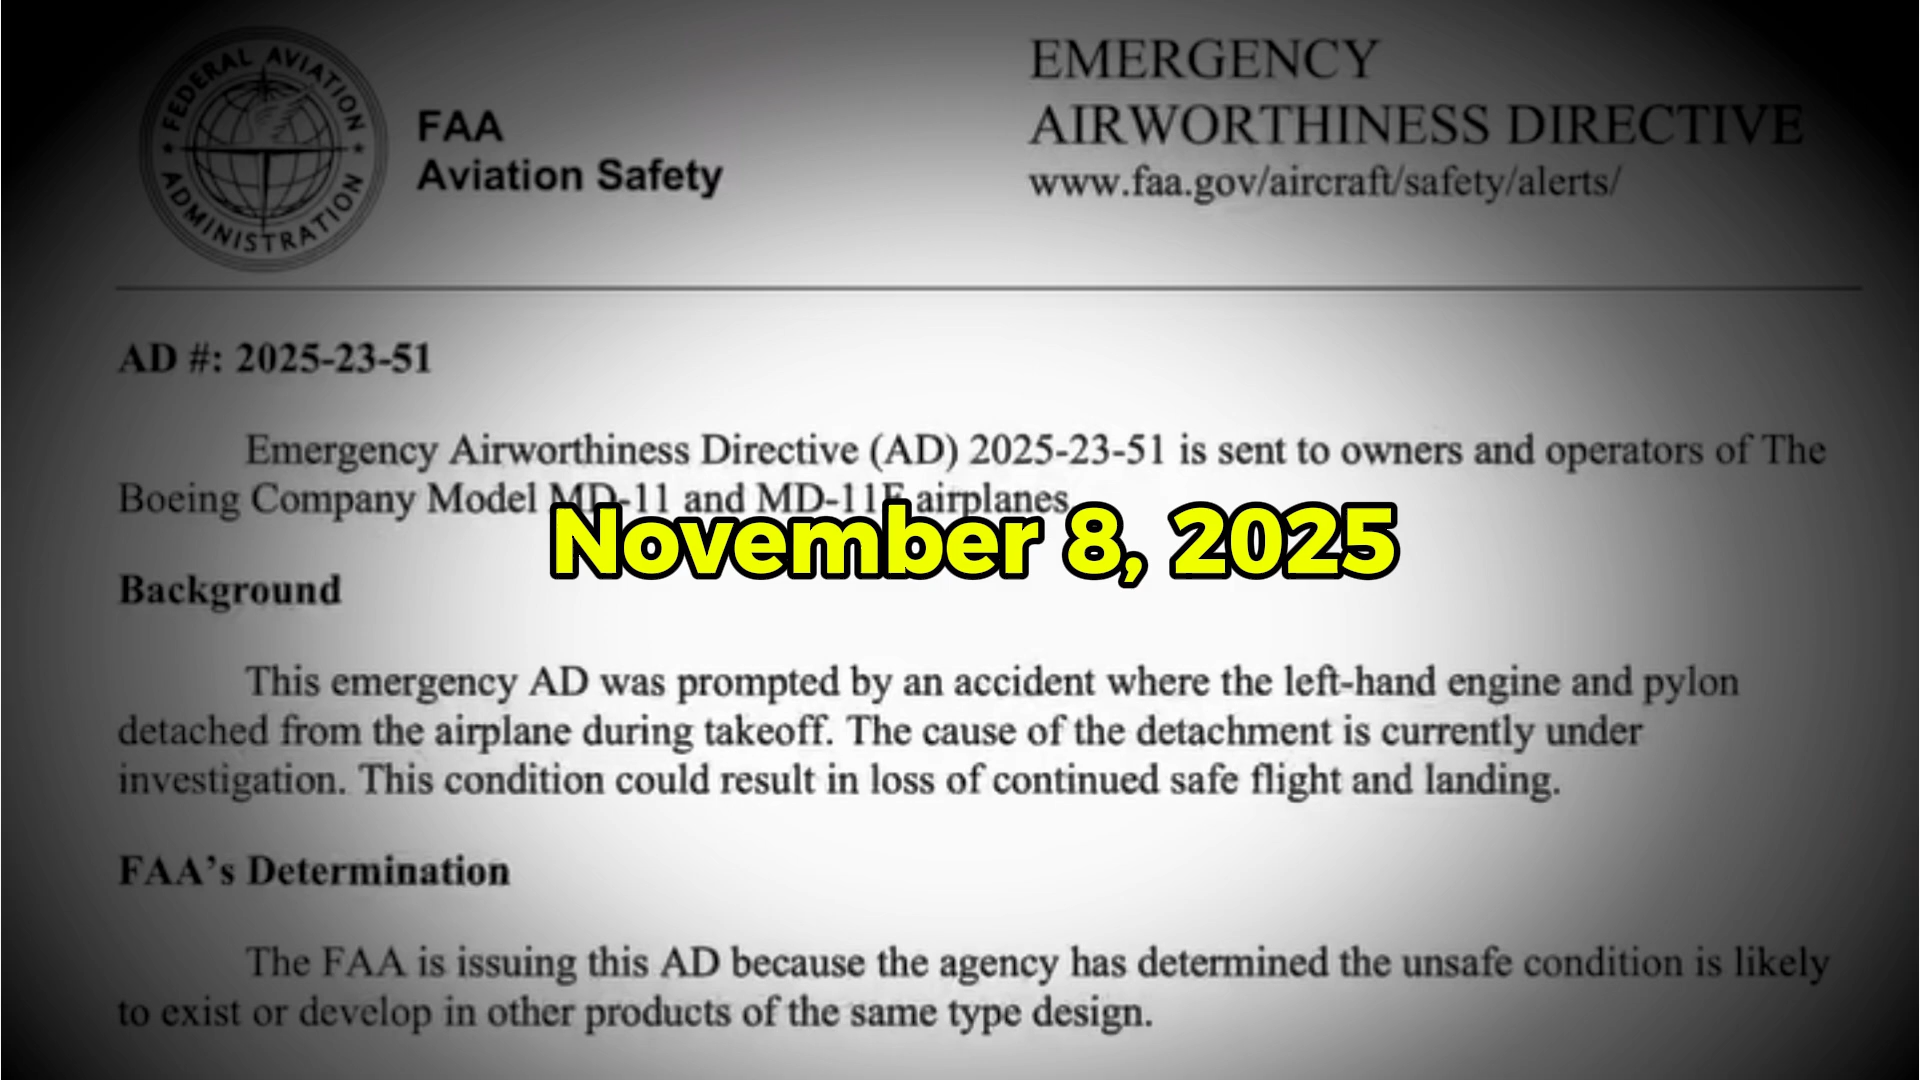 FEDERAL AVIATION
ADMINISTRATION
FAA
Aviation Safety
EMERGENCY
AIRWORTHINESS DIRECTIVE
www.faa.gov/aircraft/safety/alerts/
AD #: 2025-23-51
Emergency Airworthiness Directive (AD) 2025-23-51 is sent to owners and operators of The
Boeing Company Model MD-11 and MD-11F airplanes.
November 8, 2025
Background
This emergency AD was prompted by an accident where the left-hand engine and pylon
detached from the airplane during takeoff. The cause of the detachment is currently under
investigation. This condition could result in loss of continued safe flight and landing.
FAA’s Determination
The FAA is issuing this AD because the agency has determined the unsafe condition is likely
to exist or develop in other products of the same type design.